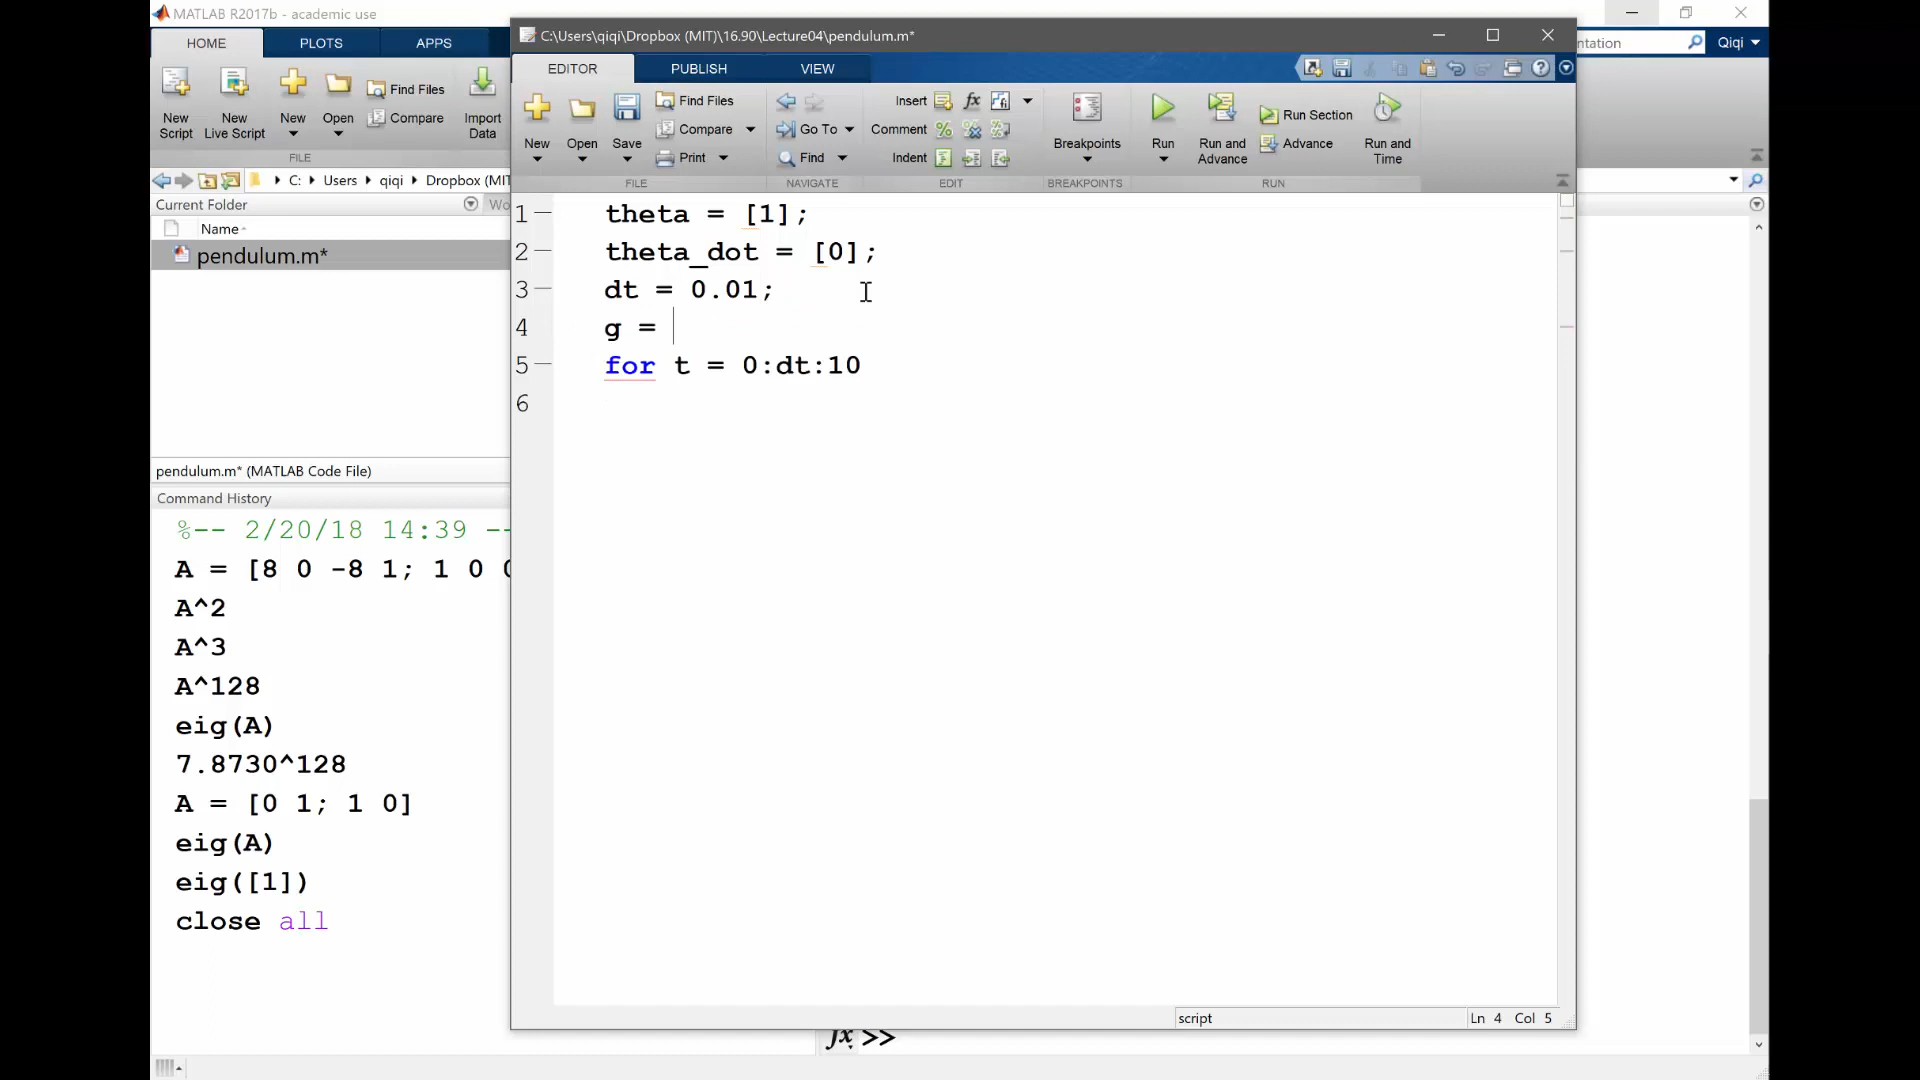 MATLAB R2017b - academic use
C:\Users\qiqi\Dropbox (MIT)\16.90\Lecture04\pendulum.m*
HOME
PLOTS
APPS
EDITOR
PUBLISH
VIEW
ntation
Qiqi
New
Script
New
Live Script
New
Open
Find Files
Compare
Import
Data
FILE
New
Open
Save
Find Files
Compare
Print
FILE
Go To
Find
NAVIGATE
Insert
Comment
Indent
EDIT
Breakpoints
BREAKPOINTS
Run
Run and
Advance
Run Section
Advance
Run and
Time
RUN
C:
Users
qiqi
Dropbox (MI
Current Folder
Wo
Name
pendulum.m*
pendulum.m* (MATLAB Code File)
Command History
%-- 2/20/18 14:39 --
A = [8 0 -8 1; 1 0 0
A^2
A^3
A^128
eig(A)
7.8730^128
A = [0 1; 1 0]
eig(A)
eig([1])
close all
1 theta = [1];
2 theta_dot = [0];
3 dt = 0.01;
4 g =
5 for t = 0:dt:10
6
script
Ln 4 Col 5
fx >>